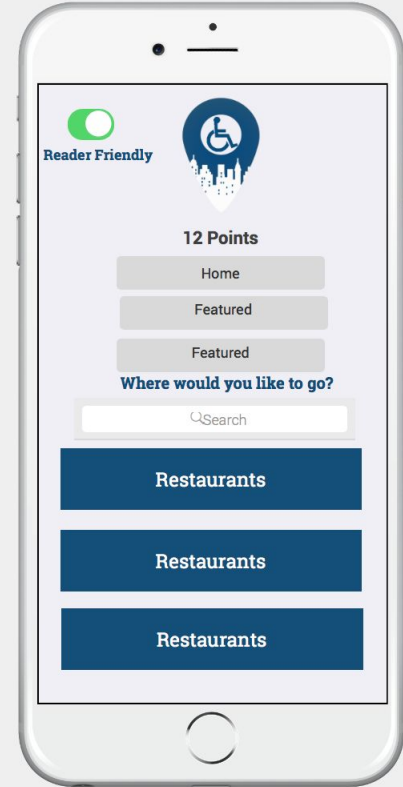 Reader Friendly
12 Points
Home
Featured
Featured
Where would you like to go?
Search
Restaurants
Restaurants
Restaurants